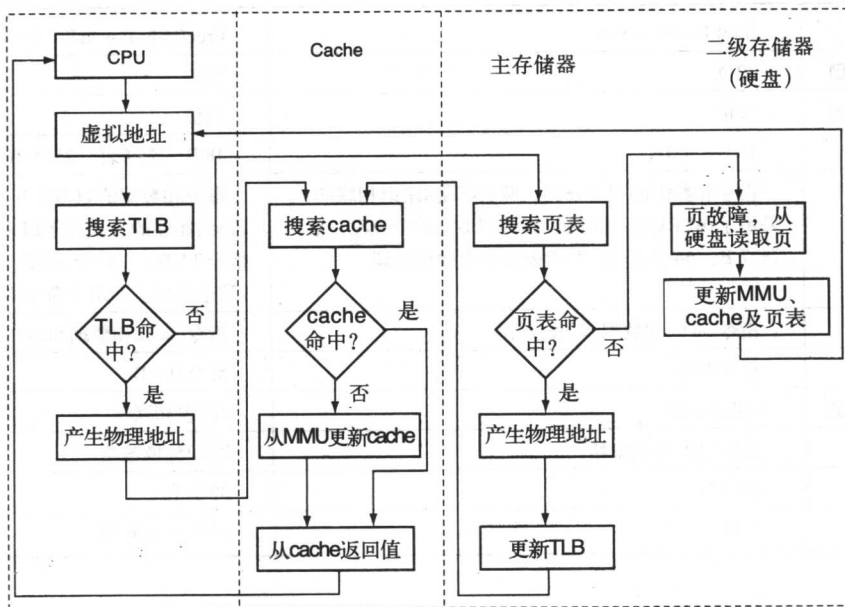 CPU
Cache
主存储器
二级存储器
(硬盘)
虚拟地址
搜索TLB
搜索cache
搜索页表
页故障，从
硬盘读取页
更新MMU、
cache及页表
TLB命
中?
否
是
cache
命中?
是
否
页表命
中?
否
是
产生物理地址
从MMU更新cache
产生物理地址
从cache返回值
更新TLB